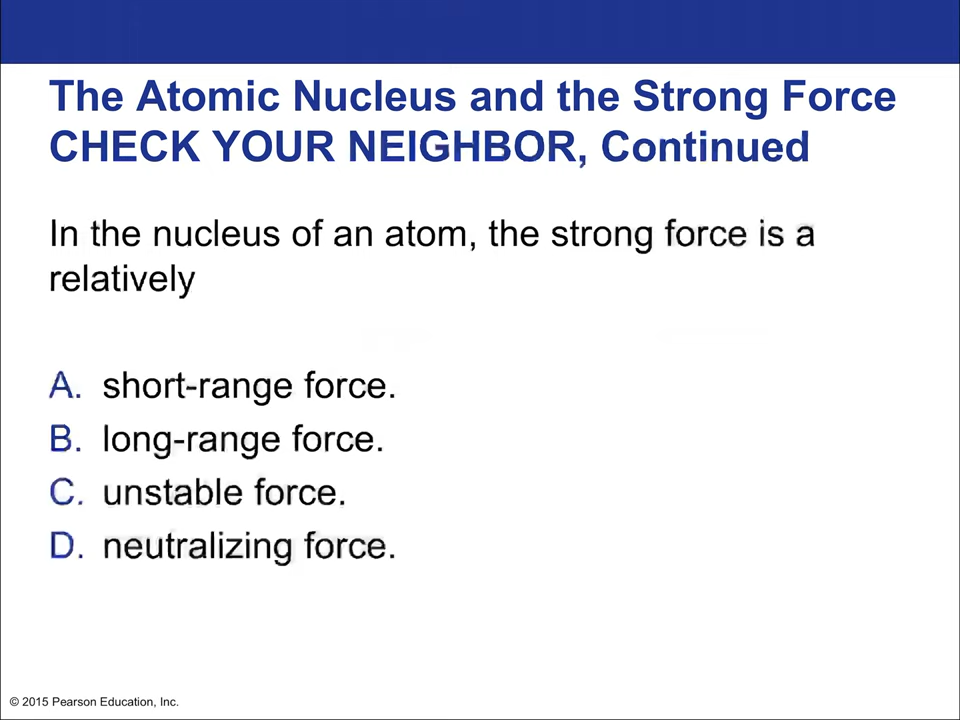 The Atomic Nucleus and the Strong Force
CHECK YOUR NEIGHBOR, Continued
In the nucleus of an atom, the strong force is a
relatively
A. short-range force.
B. long-range force.
C. unstable force.
D. neutralizing force.
© 2015 Pearson Education, Inc.